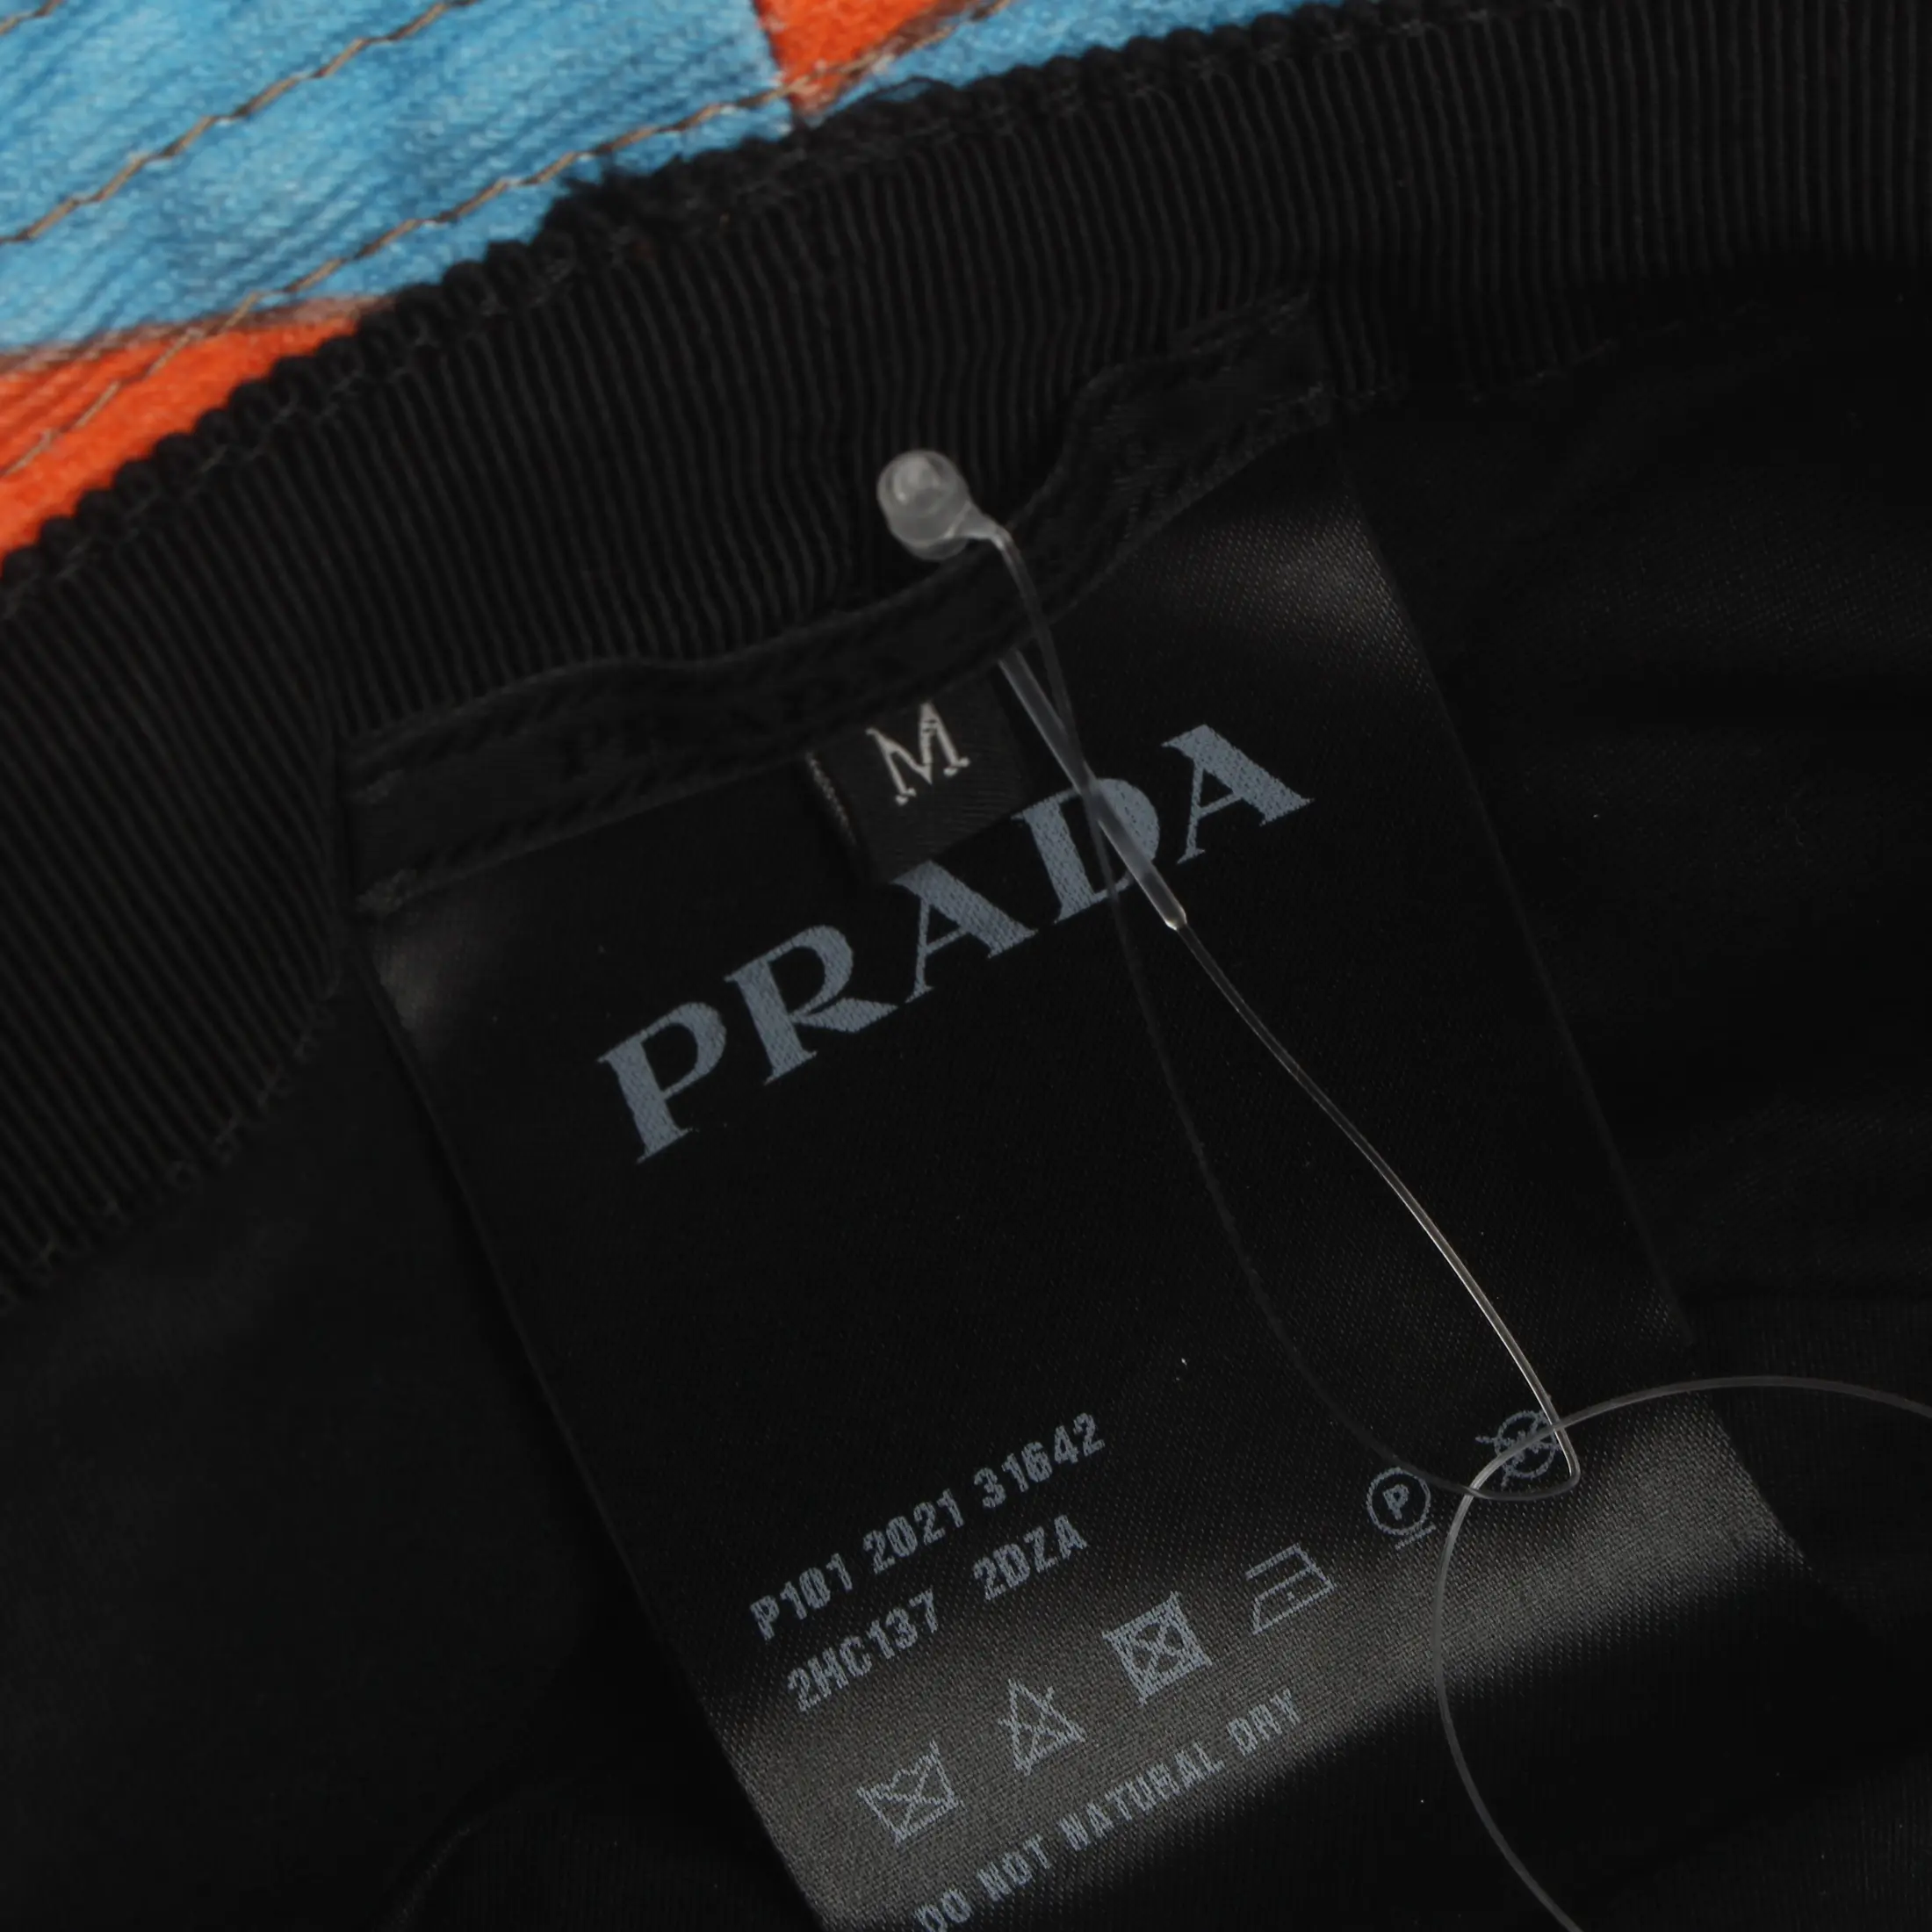 M
PRADA
P101 2021 31642
2HC137 2DZA
P
DO NOT NATURAL DRY